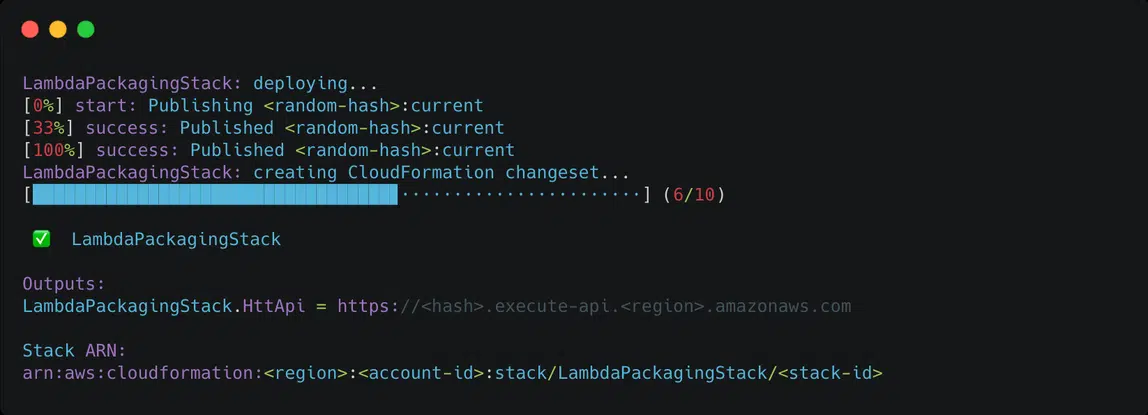 LambdaPackagingStack: deploying...
[0%] start: Publishing <random-hash>:current
[33%] success: Published <random-hash>:current
[100%] success: Published <random-hash>:current
LambdaPackagingStack: creating CloudFormation changeset...
[███████████████████████████████████·······················] (6/10)
✅ LambdaPackagingStack
Outputs:
LambdaPackagingStack.HttApi = https://<hash>.execute-api.<region>.amazonaws.com
Stack ARN:
arn:aws:cloudformation:<region>:<account-id>:stack/LambdaPackagingStack/<stack-id>